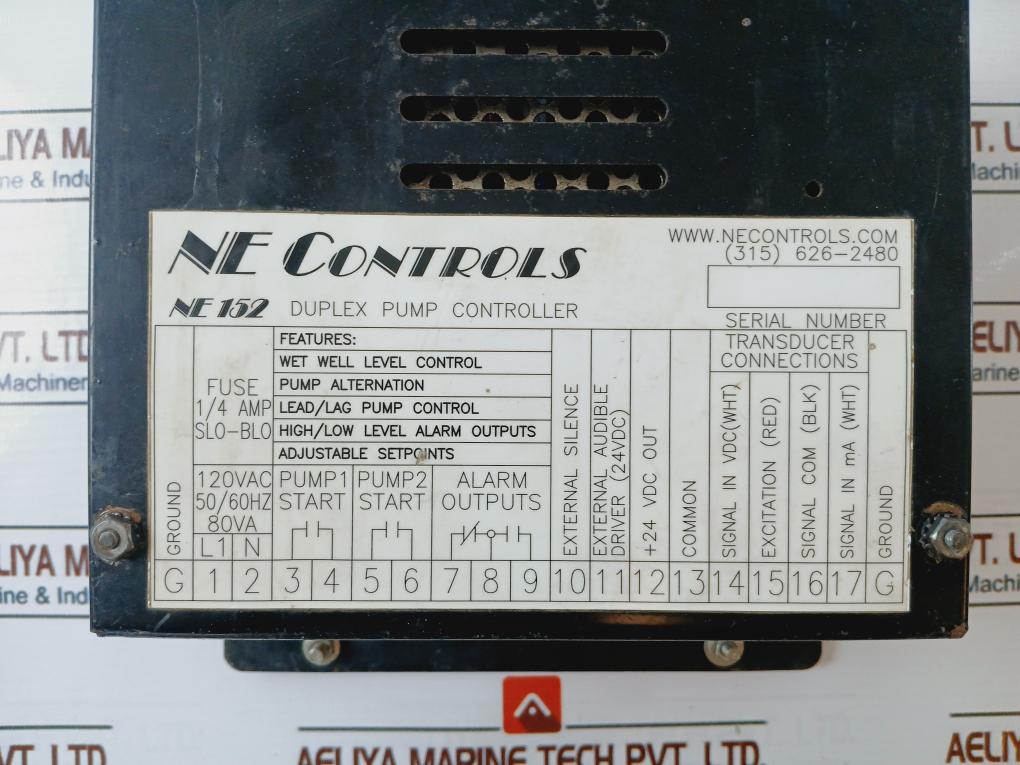 NE CONTROLS
WWW.NECONTROLS.COM
(315) 626-2480
NE 152 DUPLEX PUMP CONTROLLER
SERIAL NUMBER
FUSE
1/4 AMP
SLO-BLO
FEATURES:
WET WELL LEVEL CONTROL
PUMP ALTERNATION
LEAD/LAG PUMP CONTROL
HIGH/LOW LEVEL ALARM OUTPUTS
ADJUSTABLE SETPOINTS
TRANSDUCER
CONNECTIONS
GROUND
120VAC
50/60HZ
80VA
L1 N
PUMP1
START
PUMP2
START
ALARM
OUTPUTS
EXTERNAL SILENCE
EXTERNAL AUDIBLE
DRIVER (24VDC)
+24 VDC OUT
COMMON
SIGNAL IN VDC(WHT)
EXCITATION (RED)
SIGNAL COM (BLK)
SIGNAL IN mA (WHT)
GROUND
G 1 2 3 4 5 6 7 8 9 10 11 12 13 14 15 16 17 G
AELIYA MARINE TECH PVT. LTD.